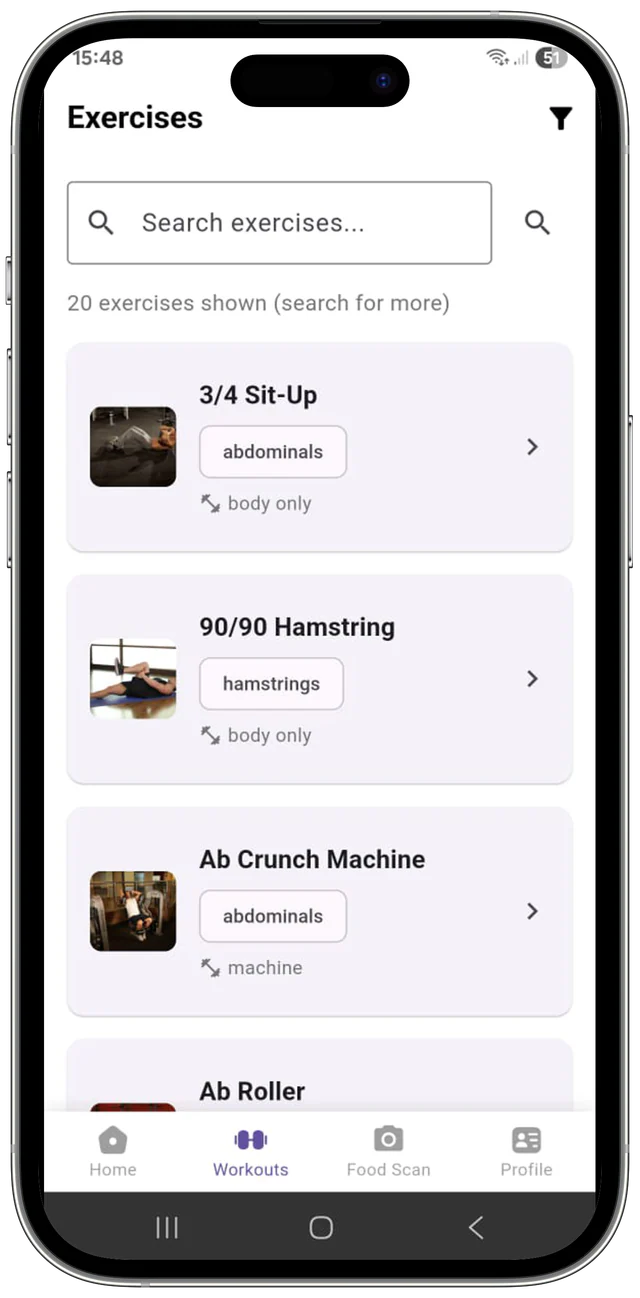 15:48
51
Exercises
Search exercises...
20 exercises shown (search for more)
3/4 Sit-Up
abdominals
body only
90/90 Hamstring
hamstrings
body only
Ab Crunch Machine
abdominals
machine
Ab Roller
Home Workouts Food Scan Profile